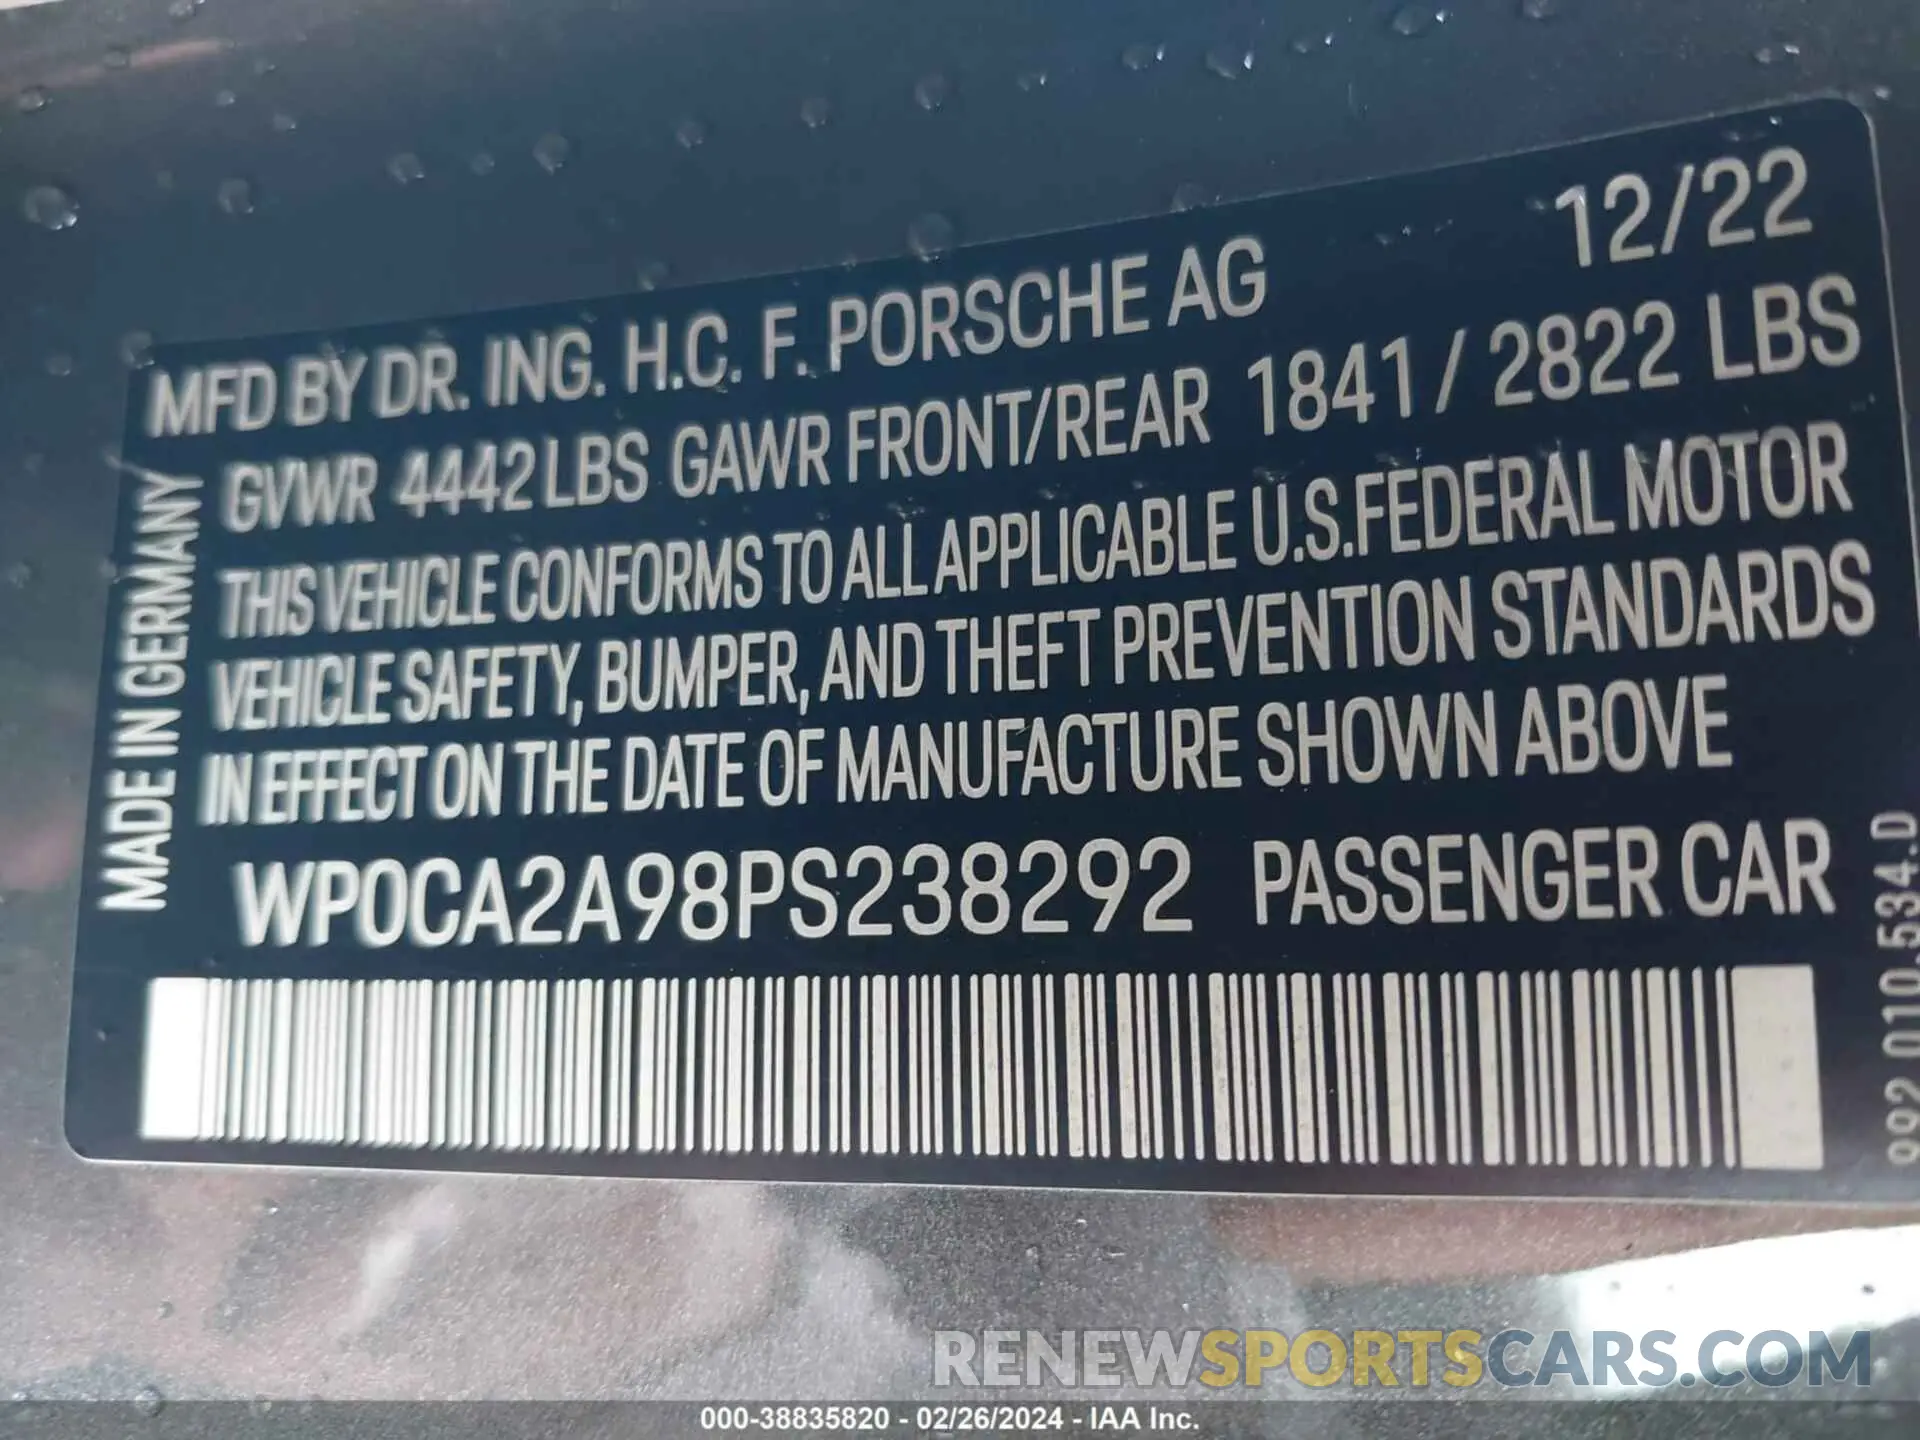 MFD BY DR. ING. H.C. F. PORSCHE AG 12/22
GVWR 4442LBS GAWR FRONT/REAR 1841 / 2822 LBS
THIS VEHICLE CONFORMS TO ALL APPLICABLE U.S.FEDERAL MOTOR
VEHICLE SAFETY, BUMPER, AND THEFT PREVENTION STANDARDS
IN EFFECT ON THE DATE OF MANUFACTURE SHOWN ABOVE
WP0CA2A98PS238292 PASSENGER CAR
MADE IN GERMANY
992.010.534.D
RENEWSPORTSCARS.COM
000-38835820 - 02/26/2024 - IAA Inc.